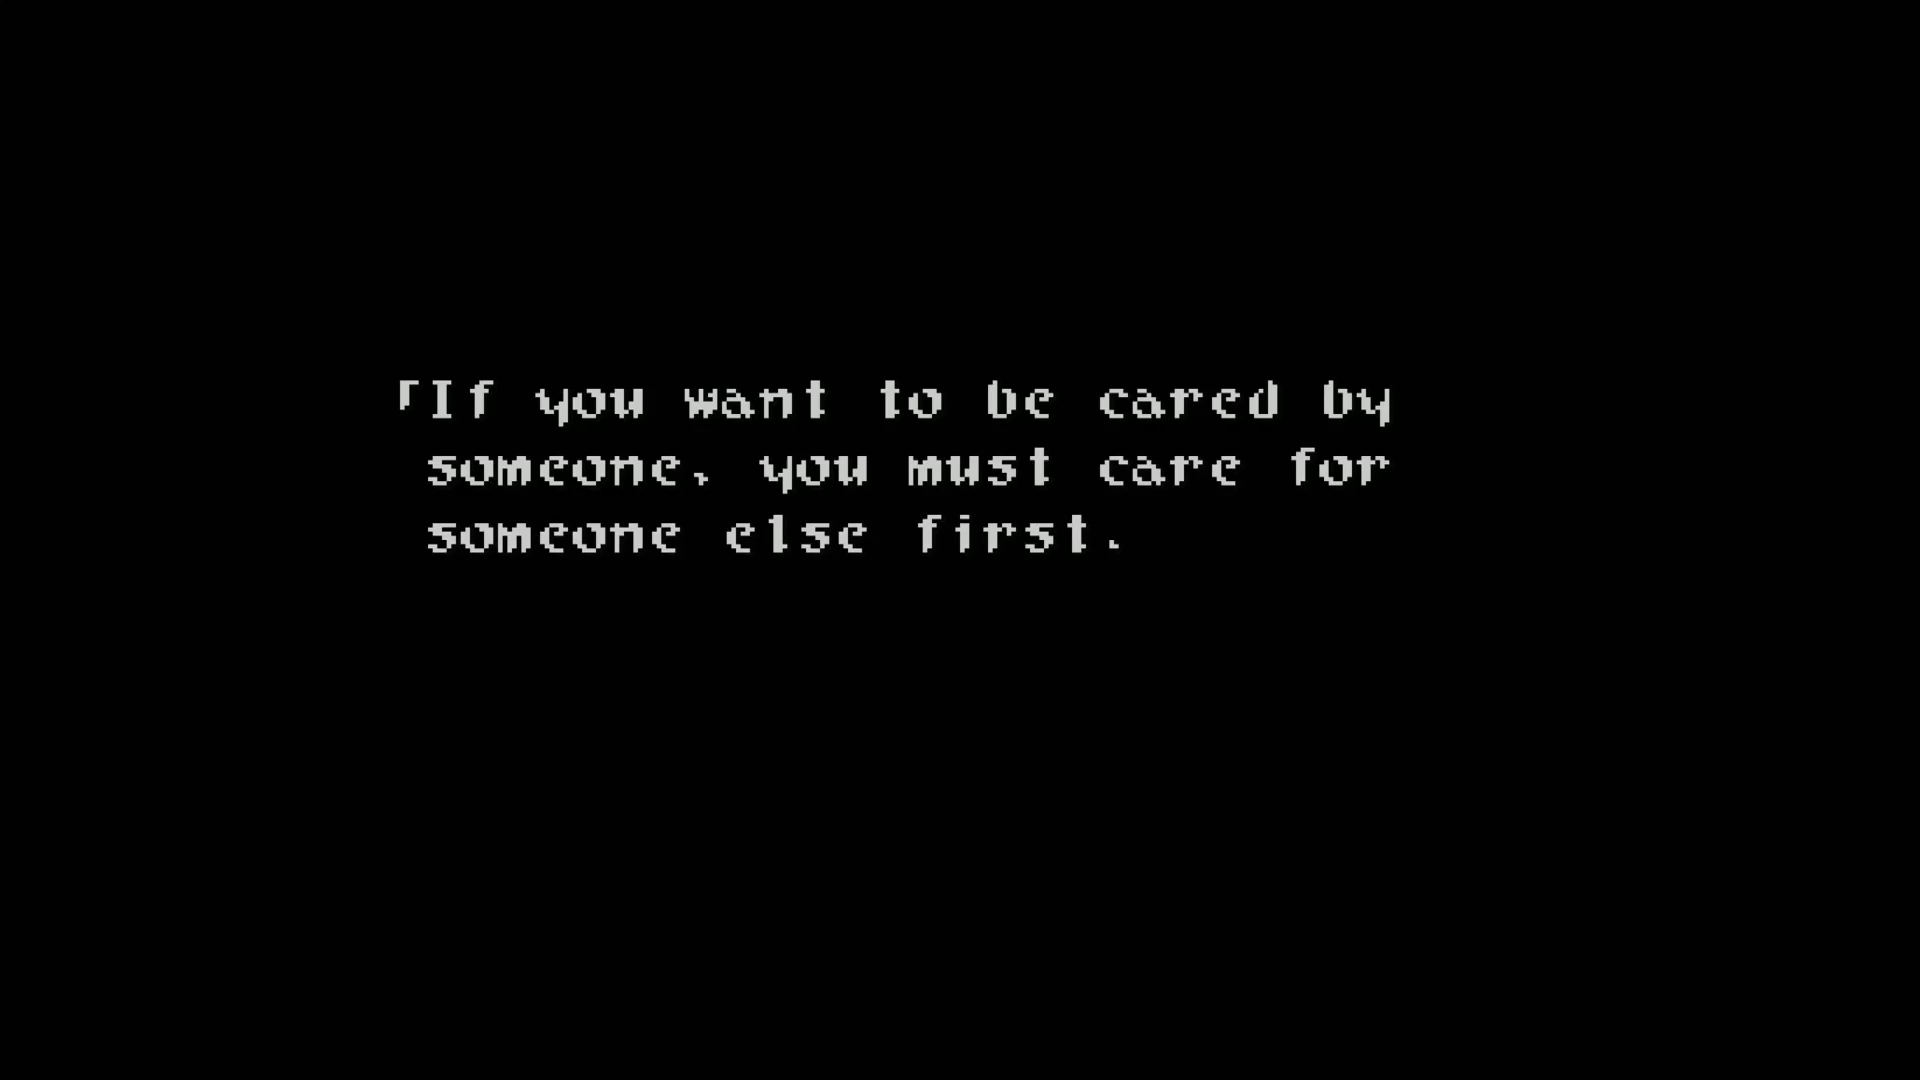 「If you want to be cared by
someone, you must care for
someone else first.